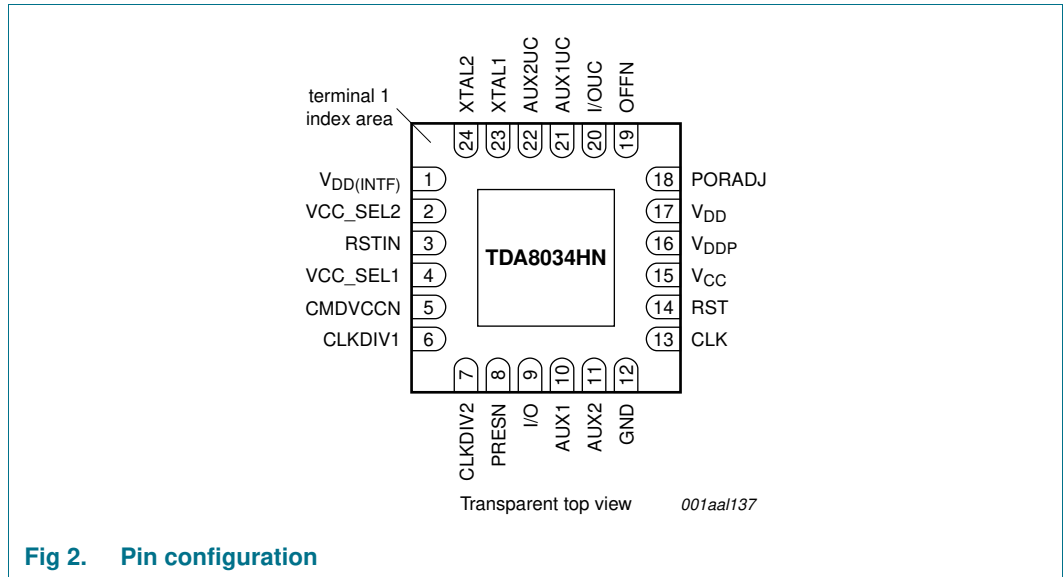 XTAL2
XTAL1
AUX2UC
AUX1UC
I/OUC
OFFN
terminal 1
index area
24
23
22
21
20
19
VDD(INTF) 1
VCC_SEL2 2
RSTIN 3
VCC_SEL1 4
CMDVCCN 5
CLKDIV1 6
TDA8034HN
18 PORADJ
17 VDD
16 VDDP
15 VCC
14 RST
13 CLK
7
8
9
10
11
12
CLKDIV2
PRESN
I/O
AUX1
AUX2
GND
Transparent top view 001aal137
Fig 2. Pin configuration